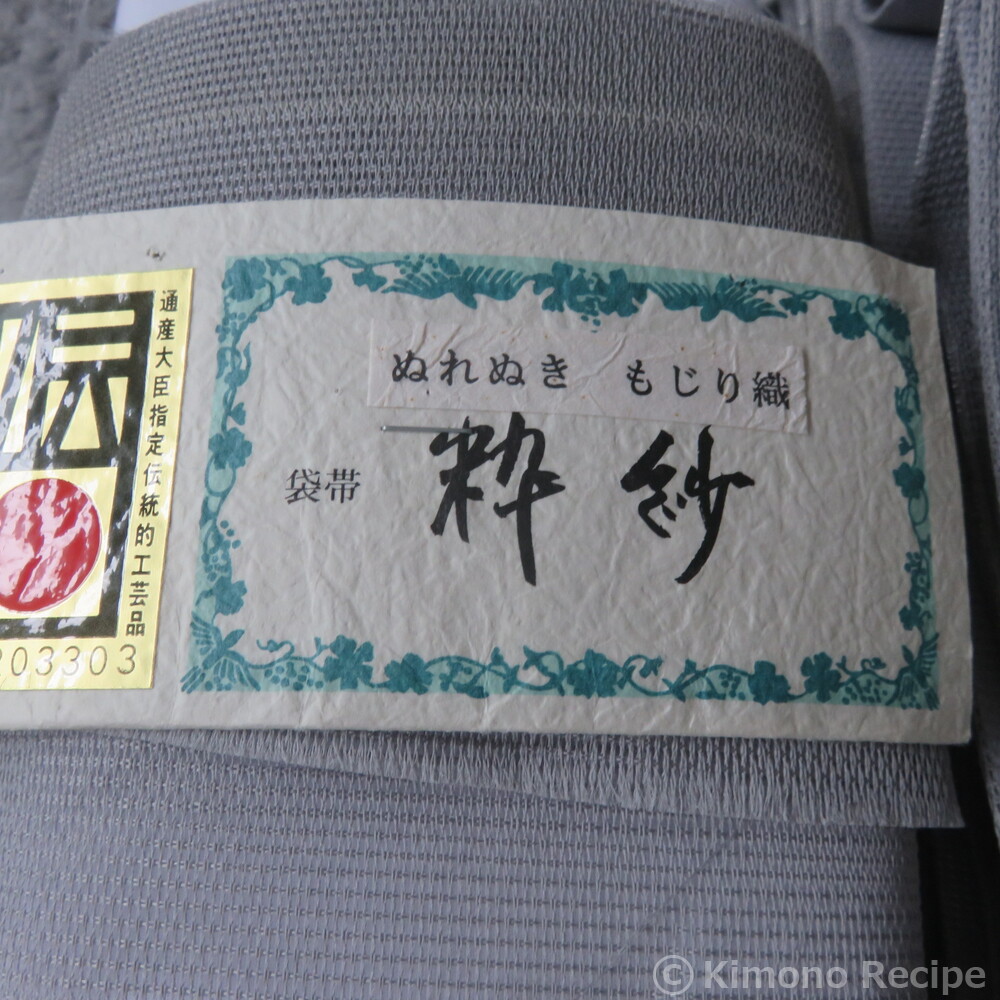 伝
通産大臣指定伝統的工芸品
203303
ぬれぬき もじり織
袋帯 粋紗
© Kimono Recipe